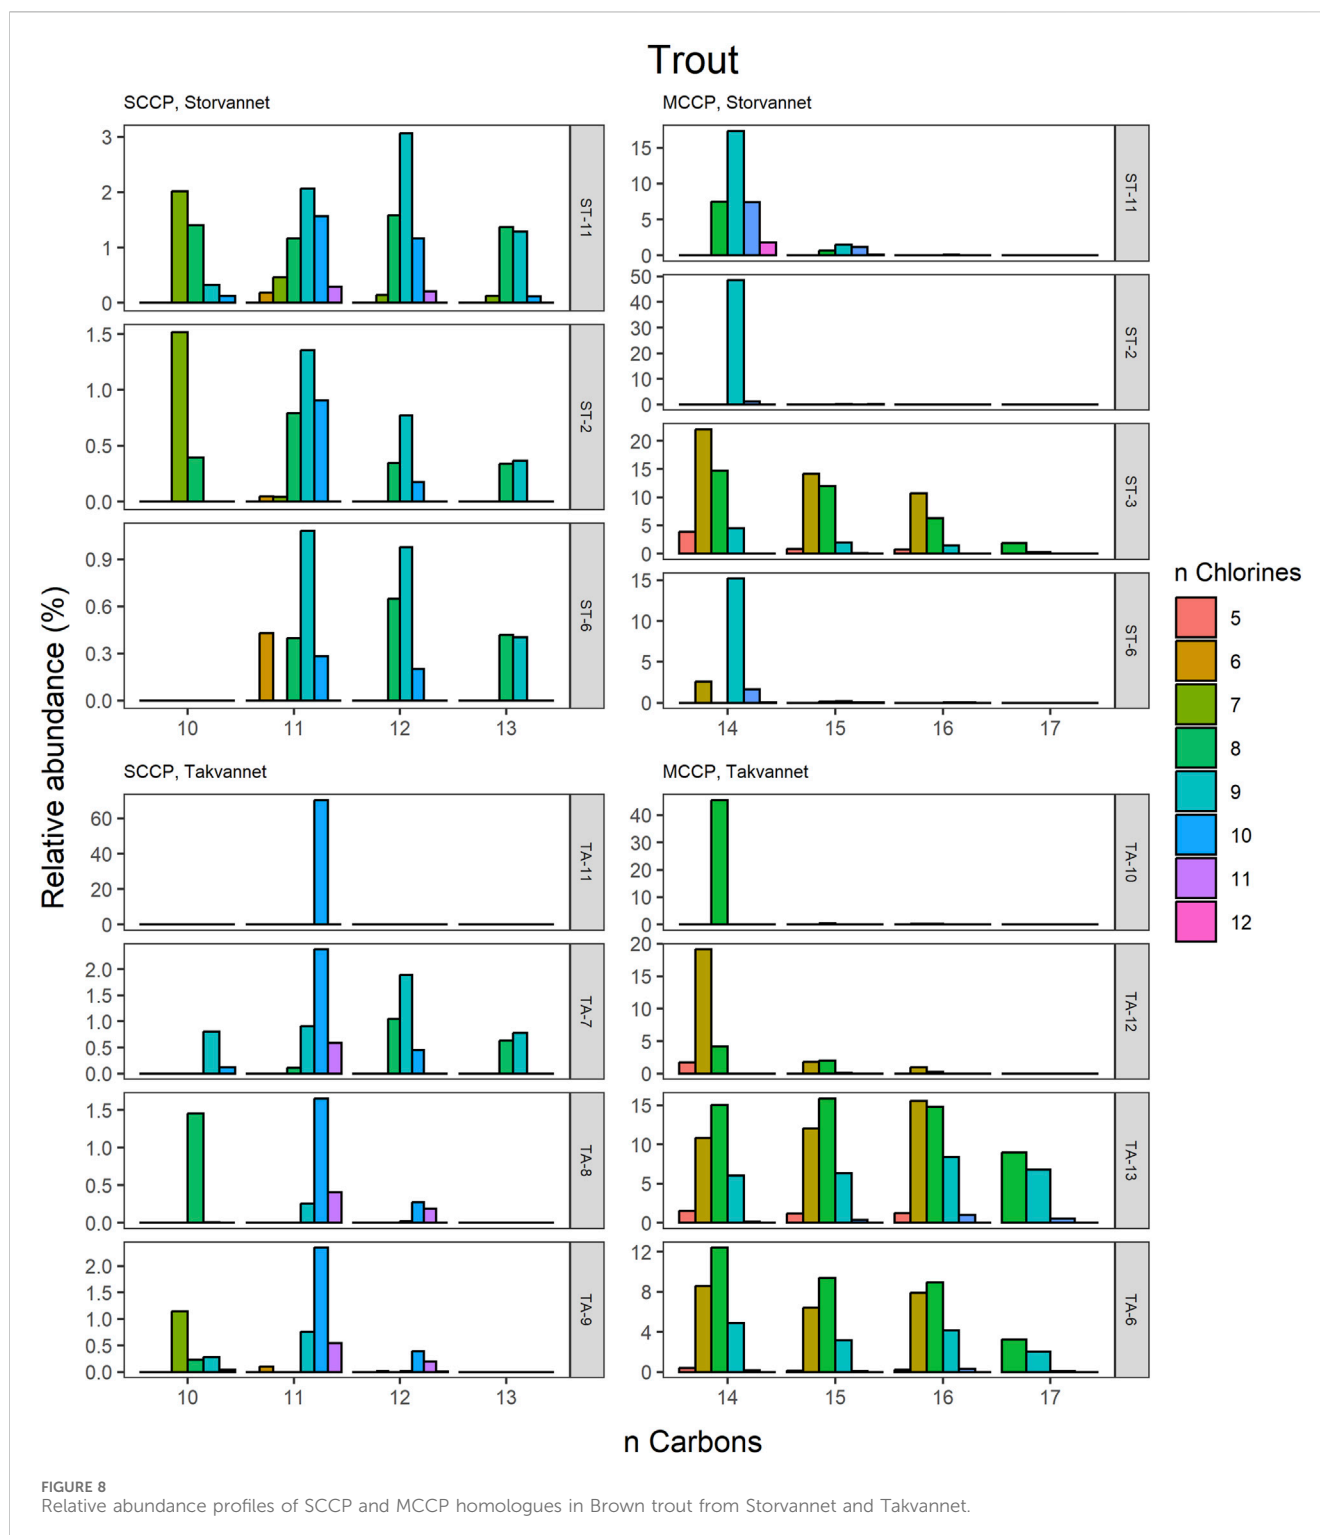 Trout
SCCP, Storvannet
3
2
1
0
ST-11
1.5
1.0
0.5
0.0
ST-2
0.9
0.6
0.3
0.0
ST-6
10 11 12 13
MCCP, Storvannet
15
10
5
0
ST-11
50
40
30
20
10
0
ST-2
20
15
10
5
0
ST-3
15
10
5
0
ST-6
14 15 16 17
SCCP, Takvannet
60
40
20
0
TA-11
2.0
1.5
1.0
0.5
0.0
TA-7
1.5
1.0
0.5
0.0
TA-8
2.0
1.5
1.0
0.5
0.0
TA-9
10 11 12 13
MCCP, Takvannet
40
30
20
10
0
TA-10
20
15
10
5
0
TA-12
15
10
5
0
TA-13
12
8
4
0
TA-6
14 15 16 17
Relative abundance (%)
n Carbons
n Chlorines
5
6
7
8
9
10
11
12
FIGURE 8
Relative abundance profiles of SCCP and MCCP homologues in Brown trout from Storvannet and Takvannet.